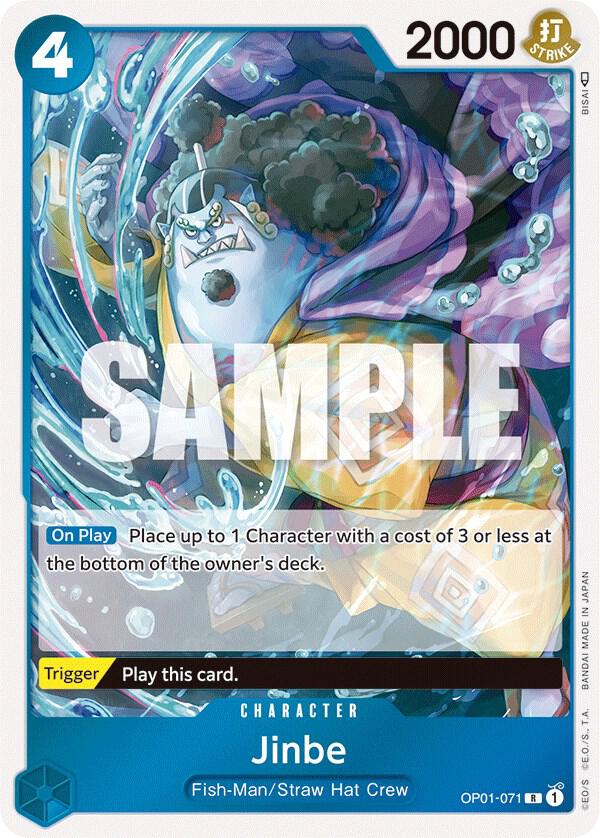 4
2000
打
STRIKE
BISAI
SAMPLE
On Play Place up to 1 Character with a cost of 3 or less at
the bottom of the owner's deck.
Trigger Play this card.
CHARACTER
Jinbe
Fish-Man/Straw Hat Crew
OP01-071 R 1
©EO/S ©E.O./S., T.A. BANDAI MADE IN JAPAN